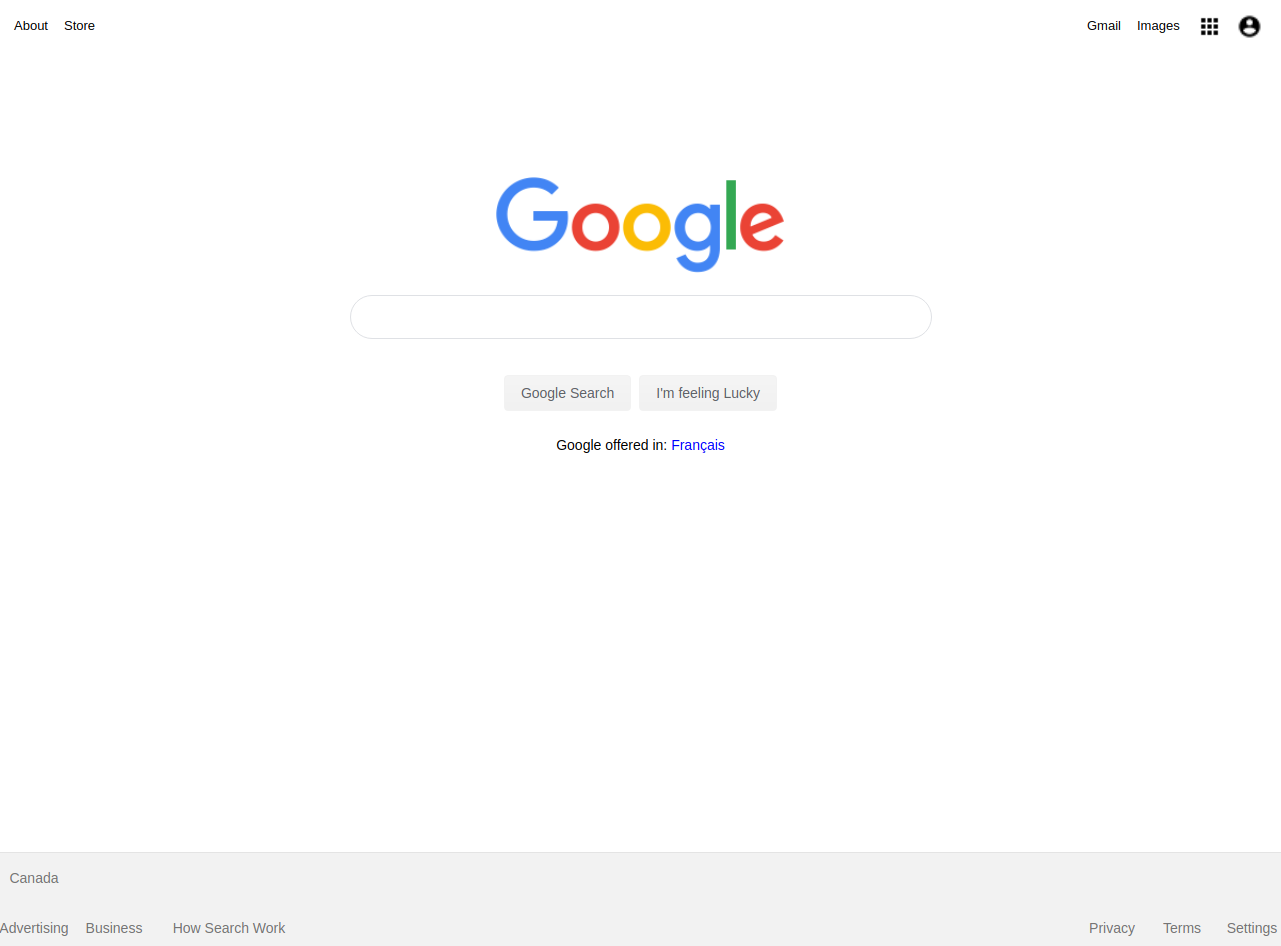 About Store Gmail Images
Google
Google Search I'm feeling Lucky
Google offered in: Français
Canada
Advertising Business How Search Work Privacy Terms Settings